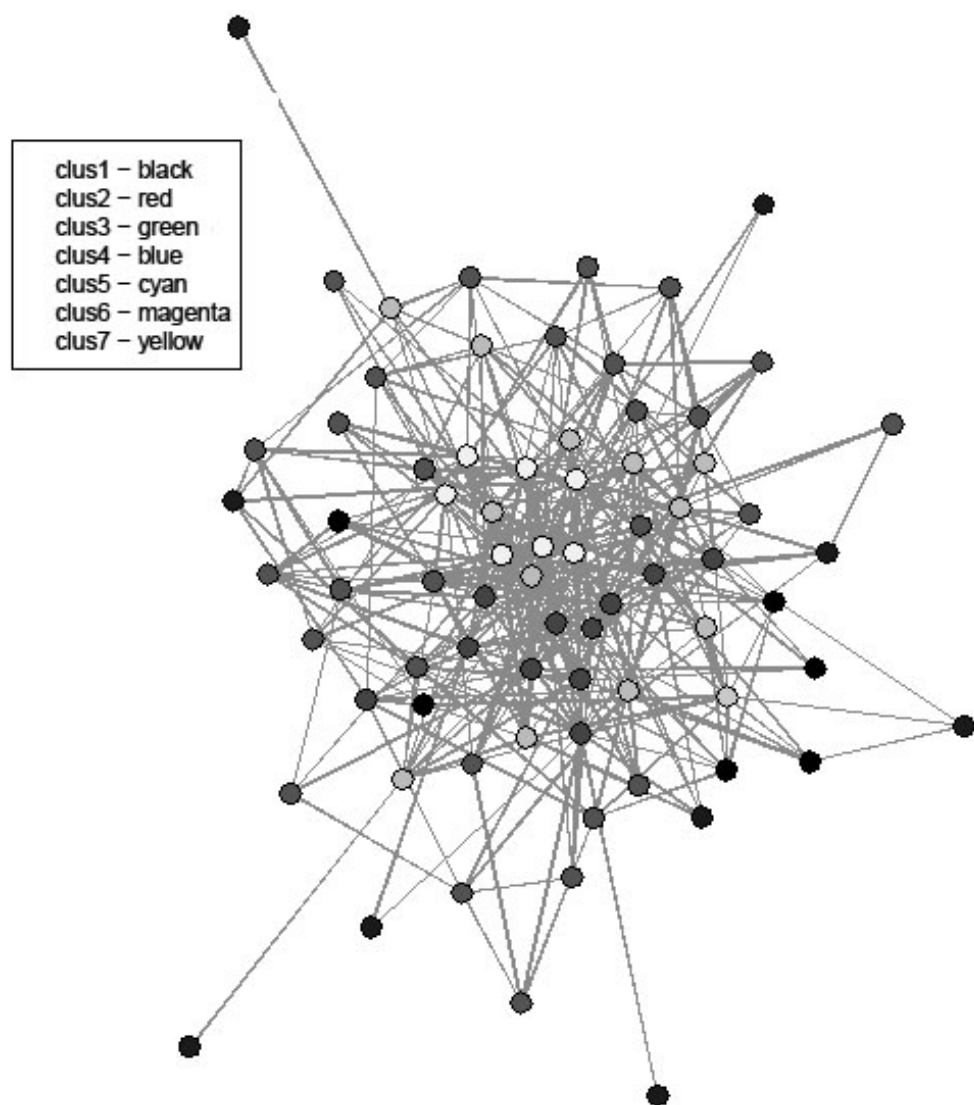 clus1 − black
clus2 − red
clus3 − green
clus4 − blue
clus5 − cyan
clus6 − magenta
clus7 − yellow